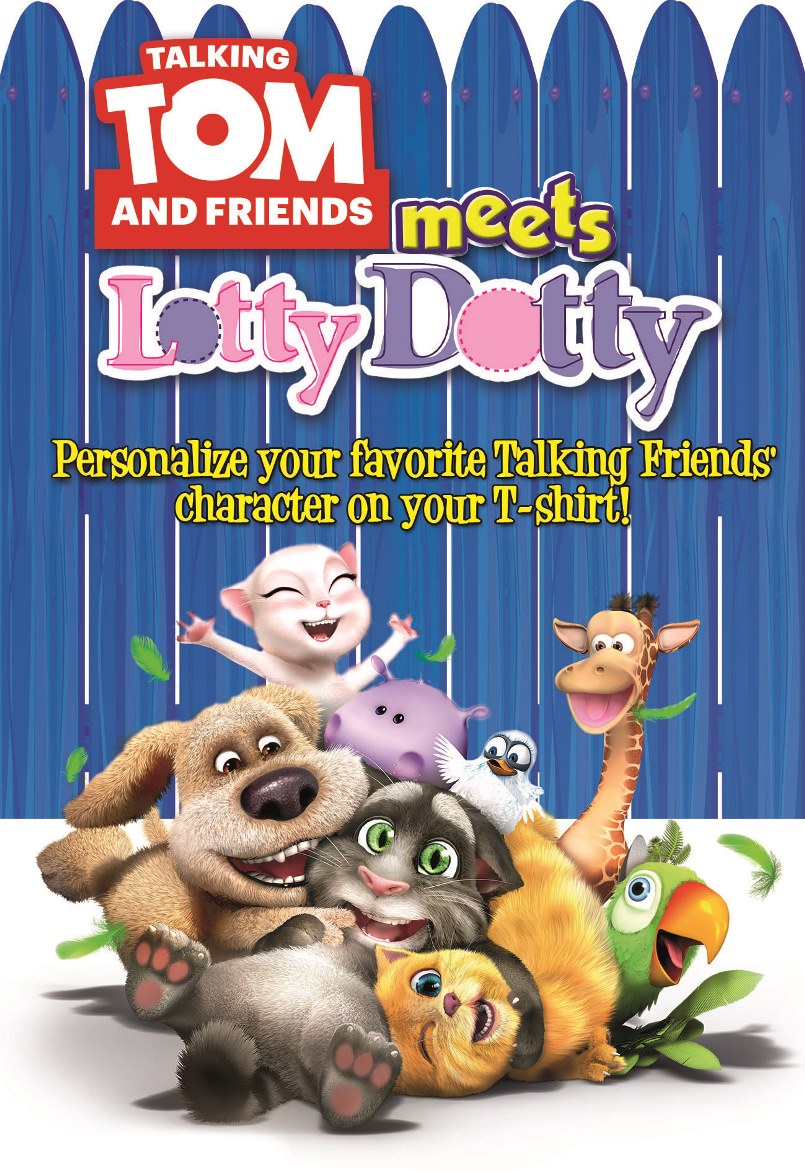 TALKING
TOM
AND FRIENDS
meets
Lotty Dotty
Personalize your favorite Talking Friends'
character on your T-shirt!